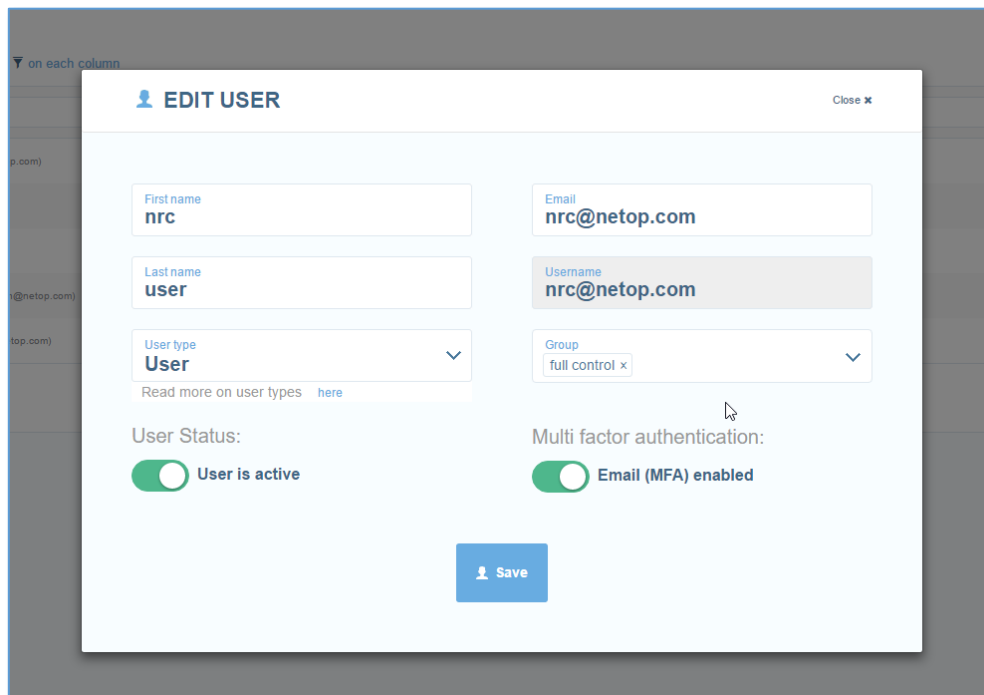 on each column
EDIT USER
Close ✖
p.com)
First name
nrc
Email
nrc@netop.com
Last name
user
Username
nrc@netop.com
n@netop.com)
User type
User
Group
full control x
top.com)
Read more on user types here
User Status:
Multi factor authentication:
User is active
Email (MFA) enabled
Save